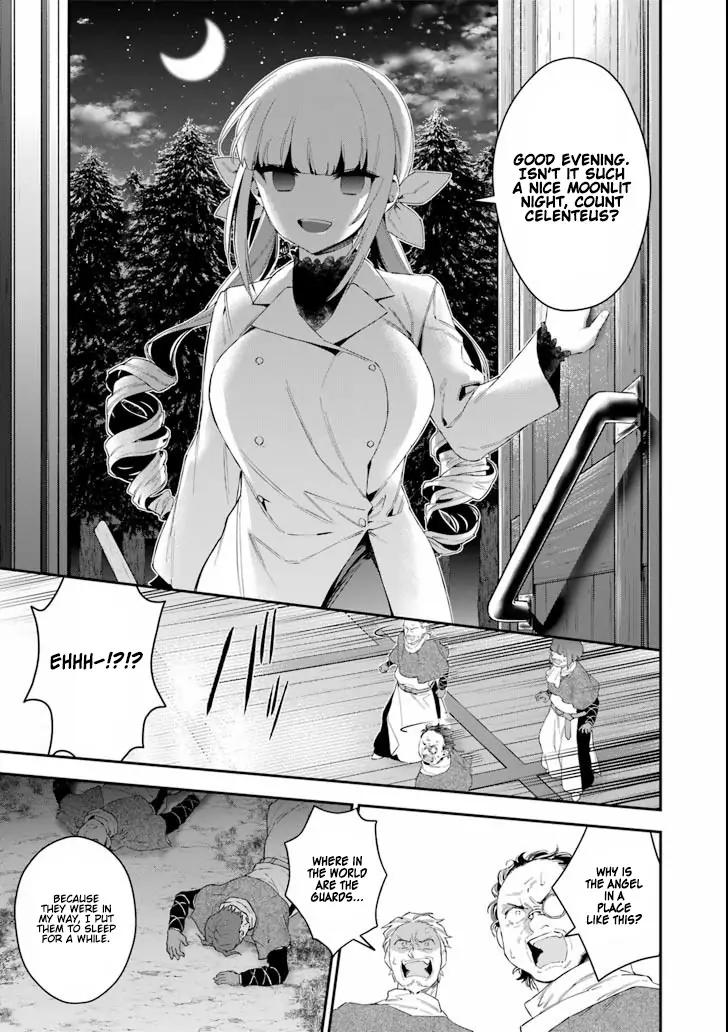 GOOD EVENING.
ISN'T IT SUCH
A NICE MOONLIT
NIGHT, COUNT
CELENTEUS?
EHHH-!?!?
WHY IS
THE ANGEL
IN A
PLACE
LIKE THIS?
WHERE IN
THE WORLD
ARE THE
GUARDS...
BECAUSE
THEY WERE IN
MY WAY, I PUT
THEM TO SLEEP
FOR A WHILE.